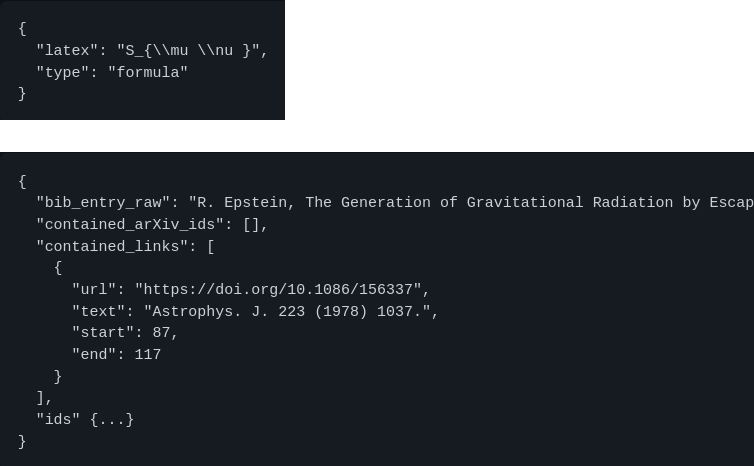 {
  "latex": "S_{\\mu \\nu }",
  "type": "formula"
}
{
  "bib_entry_raw": "R. Epstein, The Generation of Gravitational Radiation by Escap
  "contained_arXiv_ids": [],
  "contained_links": [
    {
      "url": "https://doi.org/10.1086/156337",
      "text": "Astrophys. J. 223 (1978) 1037.",
      "start": 87,
      "end": 117
    }
  ],
  "ids" {...}
}